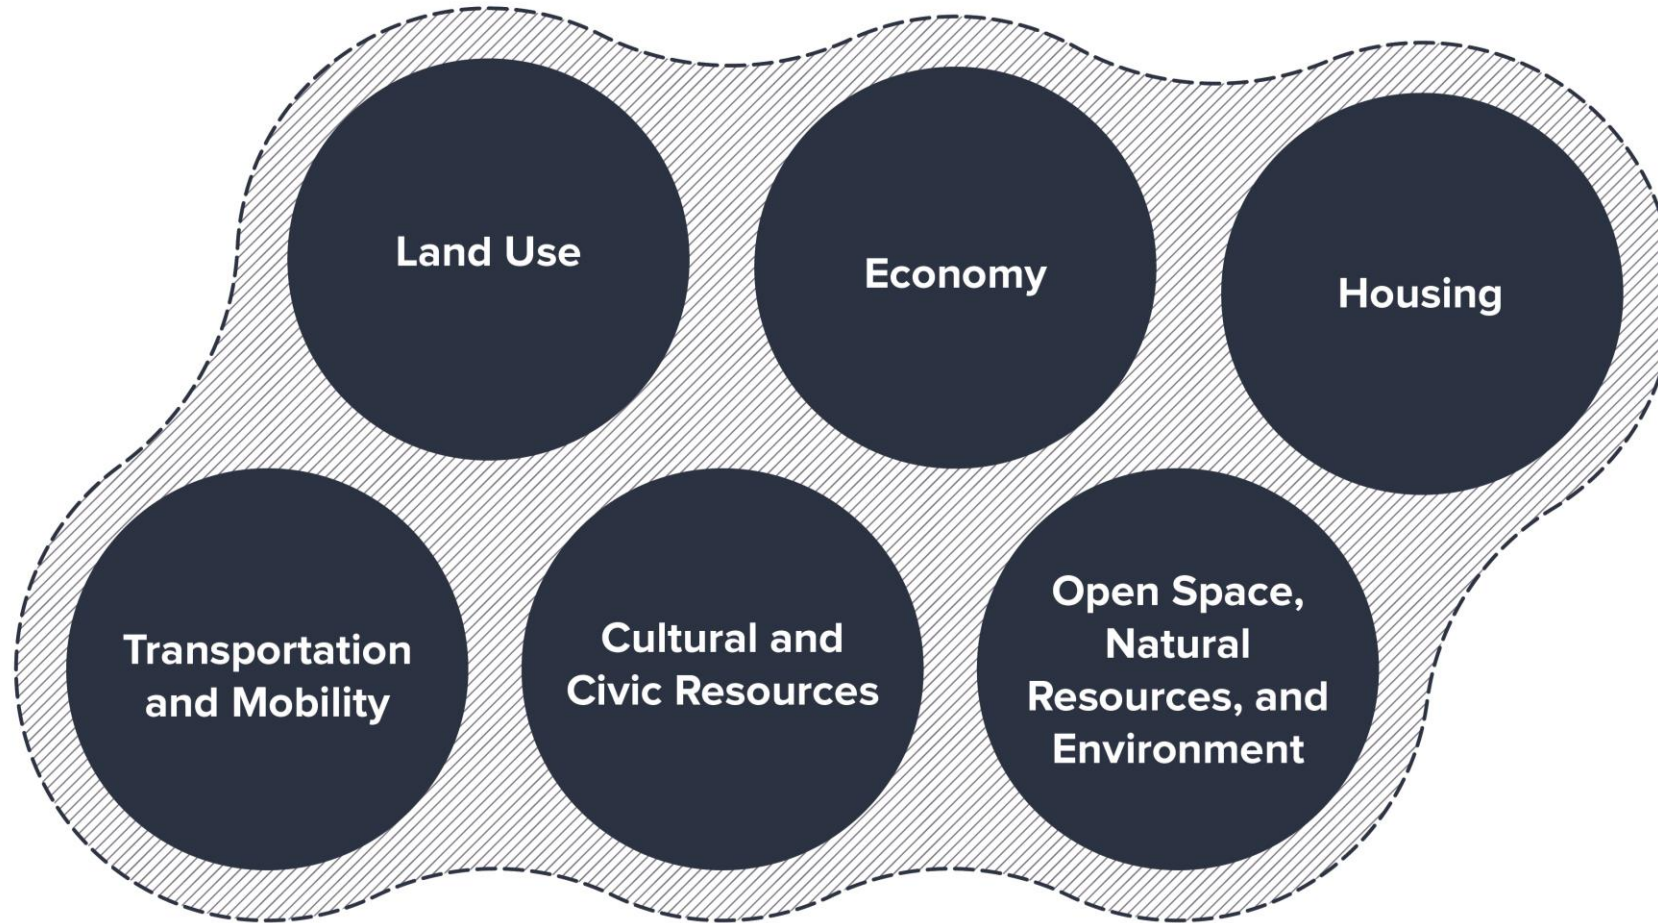 Land Use
Economy
Housing
Transportation
and Mobility
Cultural and
Civic Resources
Open Space,
Natural
Resources, and
Environment